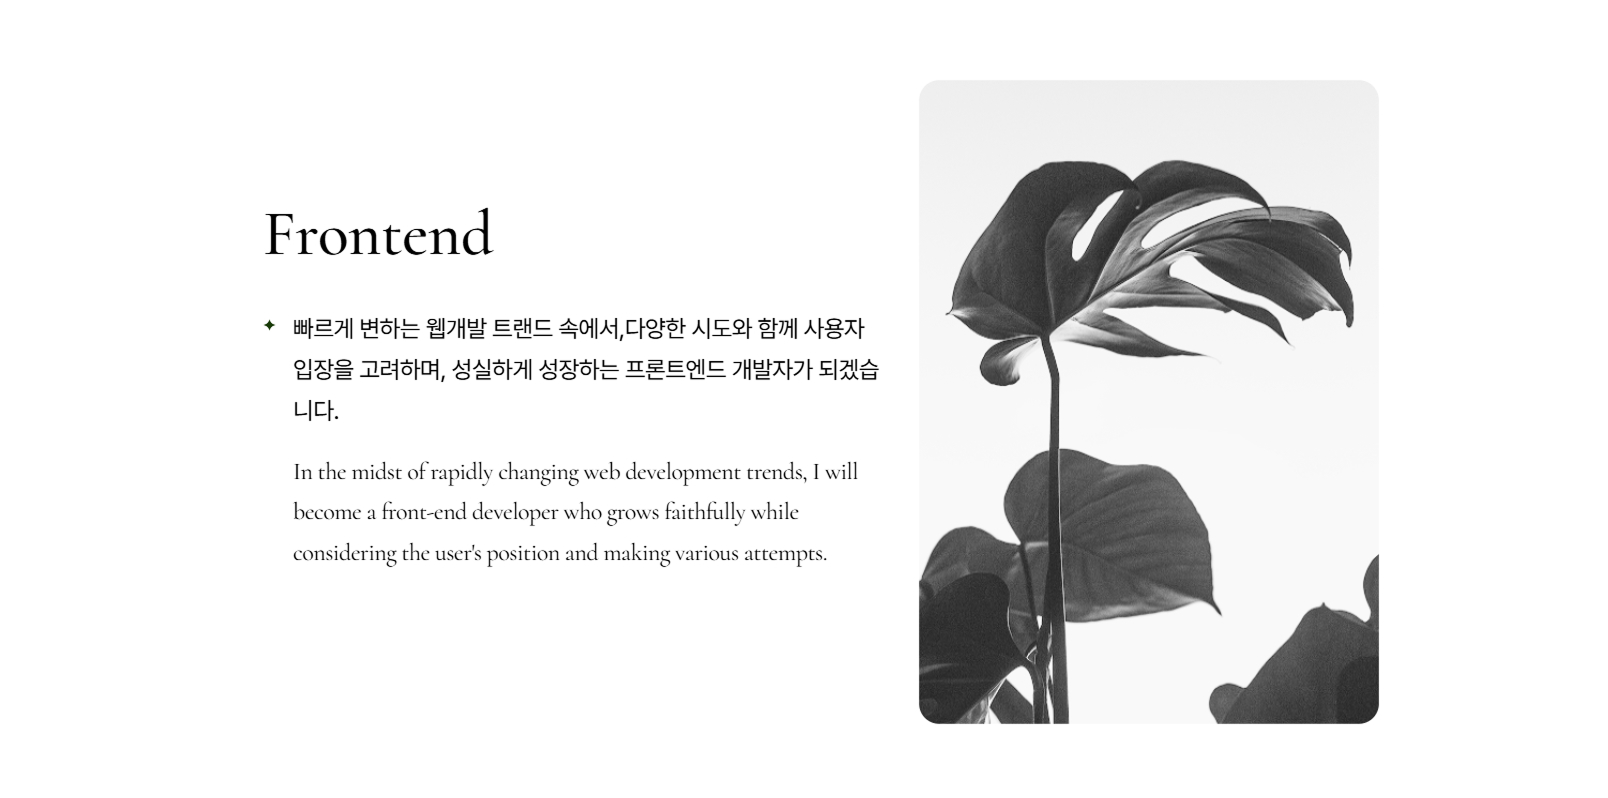 Frontend
빠르게 변하는 웹개발 트랜드 속에서,다양한 시도와 함께 사용자
입장을 고려하며, 성실하게 성장하는 프론트엔드 개발자가 되겠습
니다.
In the midst of rapidly changing web development trends, I will
become a front-end developer who grows faithfully while
considering the user's position and making various attempts.